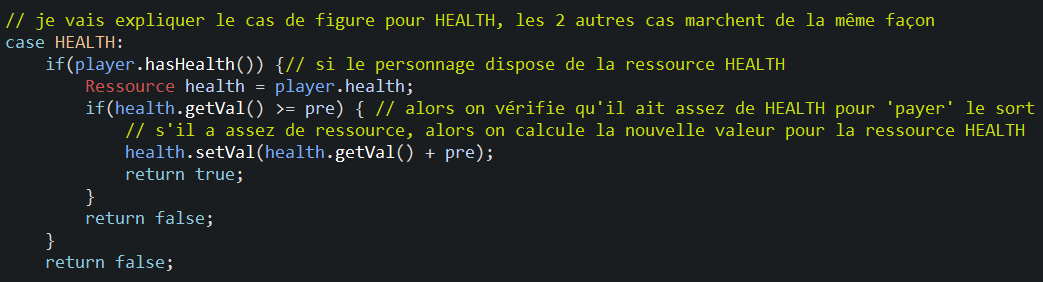 // je vais expliquer le cas de figure pour HEALTH, les 2 autres cas marchent de la même façon
case HEALTH:
    if(player.hasHealth()) {// si le personnage dispose de la ressource HEALTH
        Ressource health = player.health;
        if(health.getVal() >= pre) { // alors on vérifie qu'il ait assez de HEALTH pour 'payer' le sort
            // s'il a assez de ressource, alors on calcule la nouvelle valeur pour la ressource HEALTH
            health.setVal(health.getVal() + pre);
            return true;
        }
        return false;
    }
    return false;